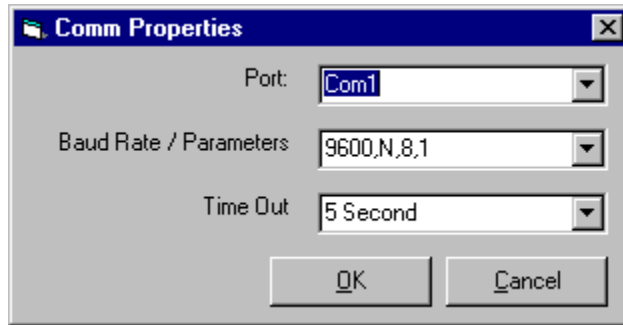 Comm Properties
Port: Com1
Baud Rate / Parameters 9600,N,8,1
Time Out 5 Second
OK Cancel